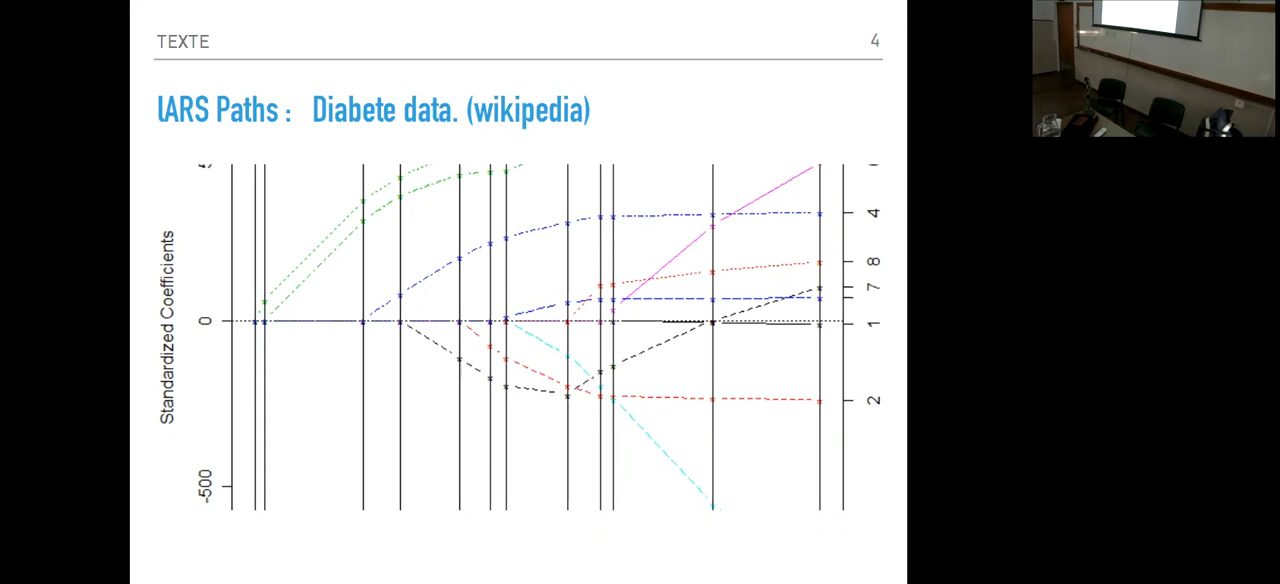 TEXTE
4
lARS Paths : Diabete data. (wikipedia)
Standardized Coefficients
0
-500
4
8
7
1
2